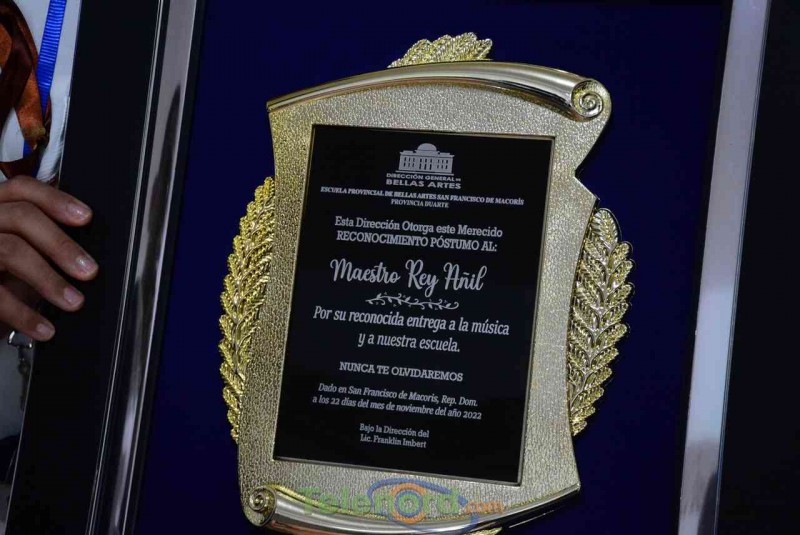 DIRECCIÓN GENERAL DE
BELLAS ARTES
ESCUELA PROVINCIAL DE BELLAS ARTES SAN FRANCISCO DE MACORÍS
PROVINCIA DUARTE
Esta Dirección Otorga este Merecido
RECONOCIMIENTO PÓSTUMO AL:
Maestro Rey Añil
Por su reconocida entrega a la música
y a nuestra escuela.
NUNCA TE OLVIDAREMOS
Dado en San Francisco de Macorís, Rep. Dom.
a los 22 días del mes de noviembre del año 2022
Bajo la Dirección del
Lic. Franklin Imbert
Telenord.com